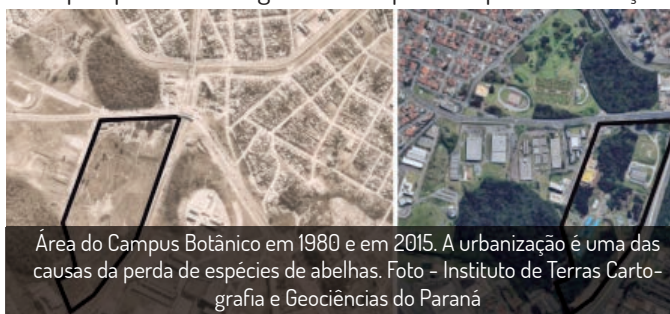 Área do Campus Botânico em 1980 e em 2015. A urbanização é uma das
causas da perda de espécies de abelhas. Foto - Instituto de Terras Carto-
grafia e Geociências do Paraná